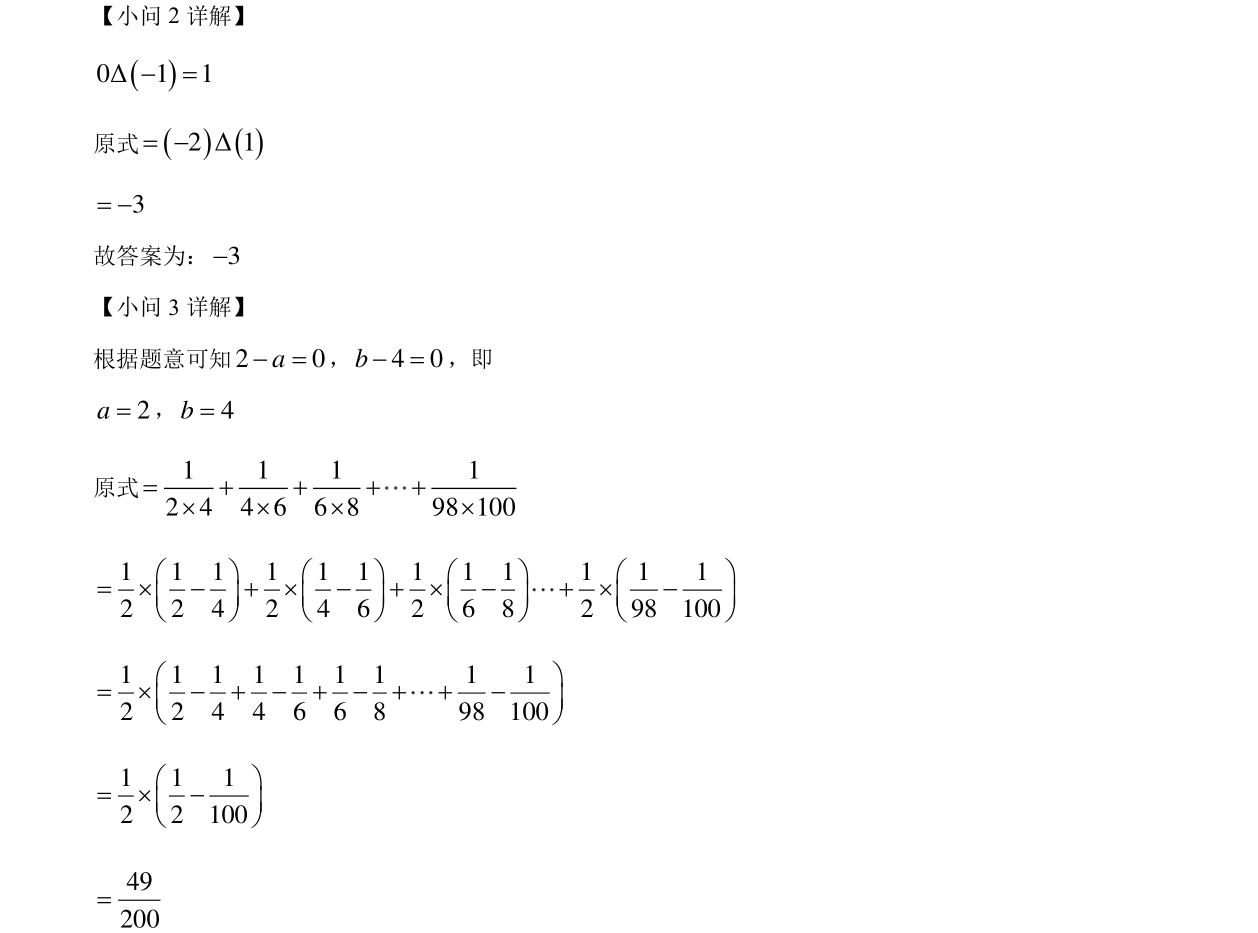 【小问 2 详解】
0Δ(−1)=1
原式=(−2)Δ(1)
=−3
故答案为：−3
【小问 3 详解】
根据题意可知2−a=0，b−4=0，即
a=2，b=4
原式=1/(2×4)+1/(4×6)+1/(6×8)+⋯+1/(98×100)
=1/2×(1/2−1/4)+1/2×(1/4−1/6)+1/2×(1/6−1/8)⋯+1/2×(1/98−1/100)
=1/2×(1/2−1/4+1/4−1/6+1/6−1/8+⋯+1/98−1/100)
=1/2×(1/2−1/100)
=49/200